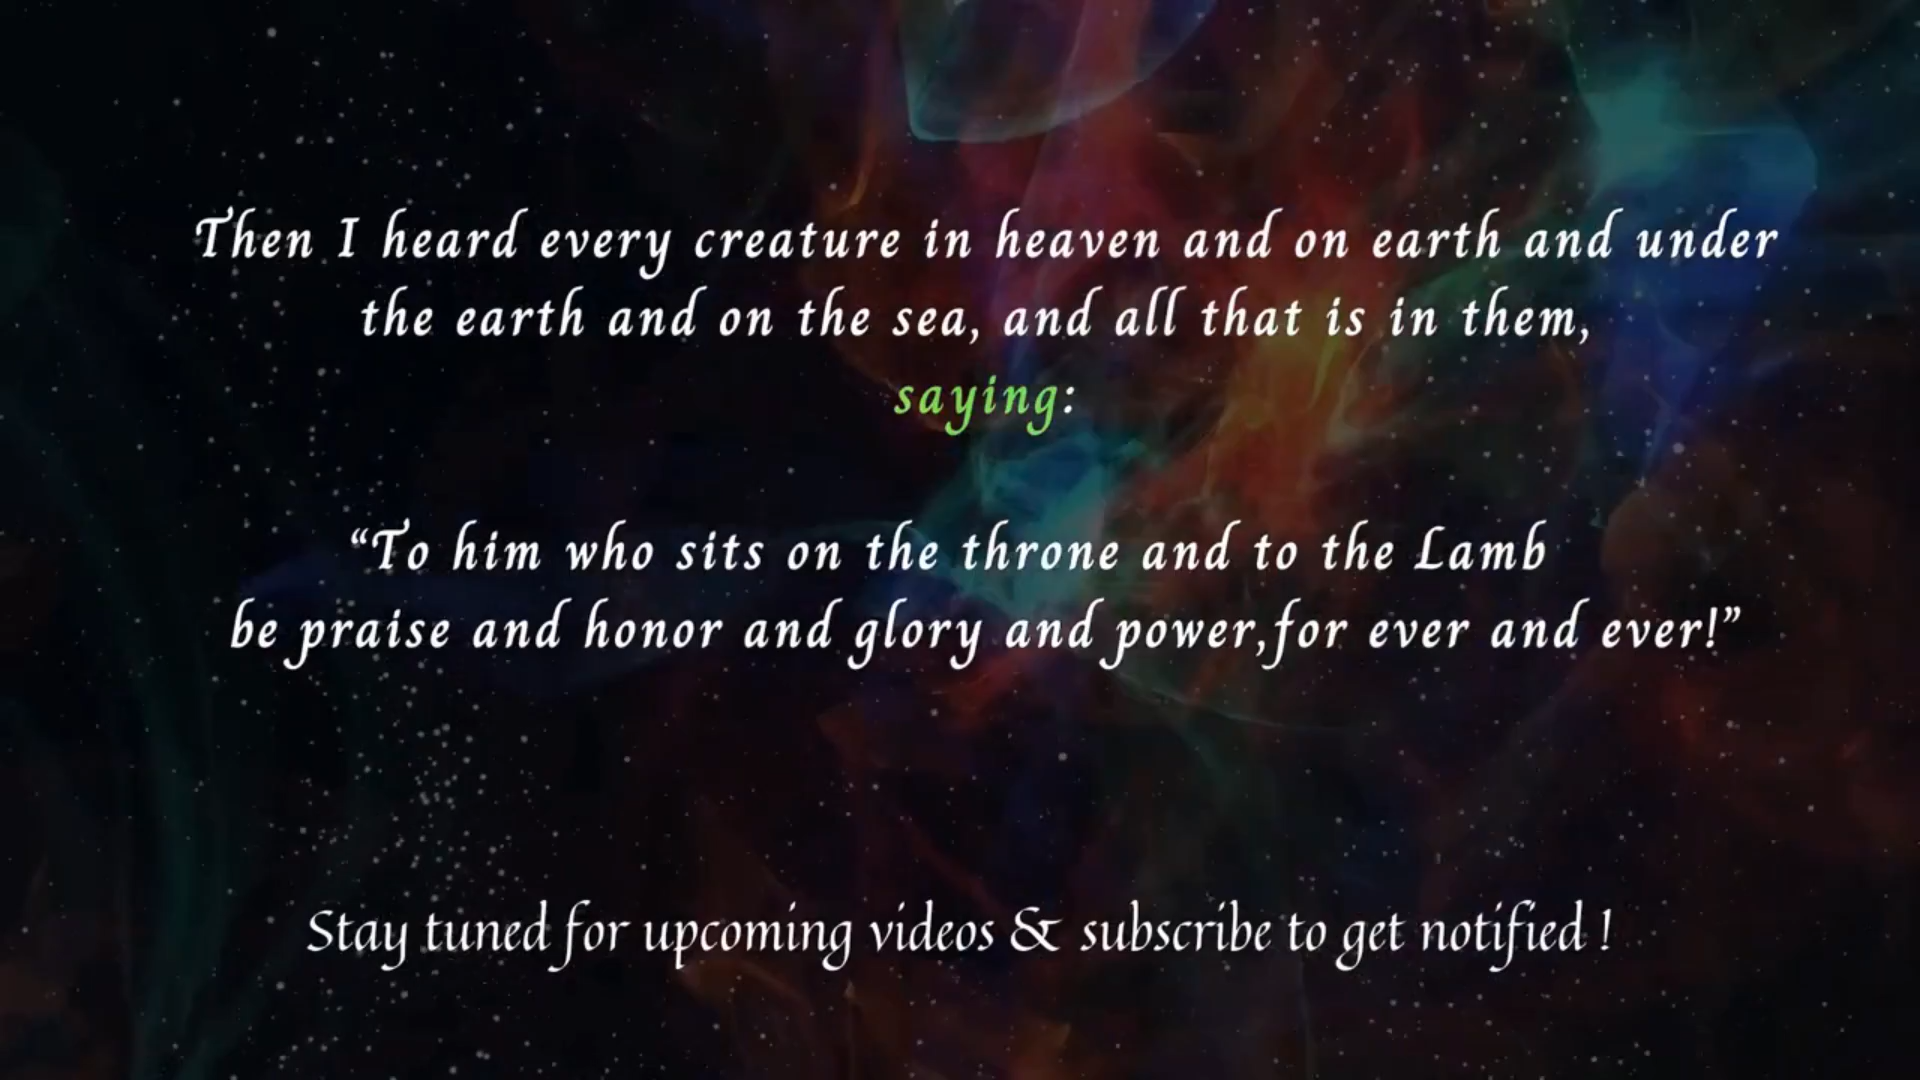 Then I heard every creature in heaven and on earth and under
the earth and on the sea, and all that is in them,
saying:
“To him who sits on the throne and to the Lamb
be praise and honor and glory and power,for ever and ever!”
Stay tuned for upcoming videos & subscribe to get notified !